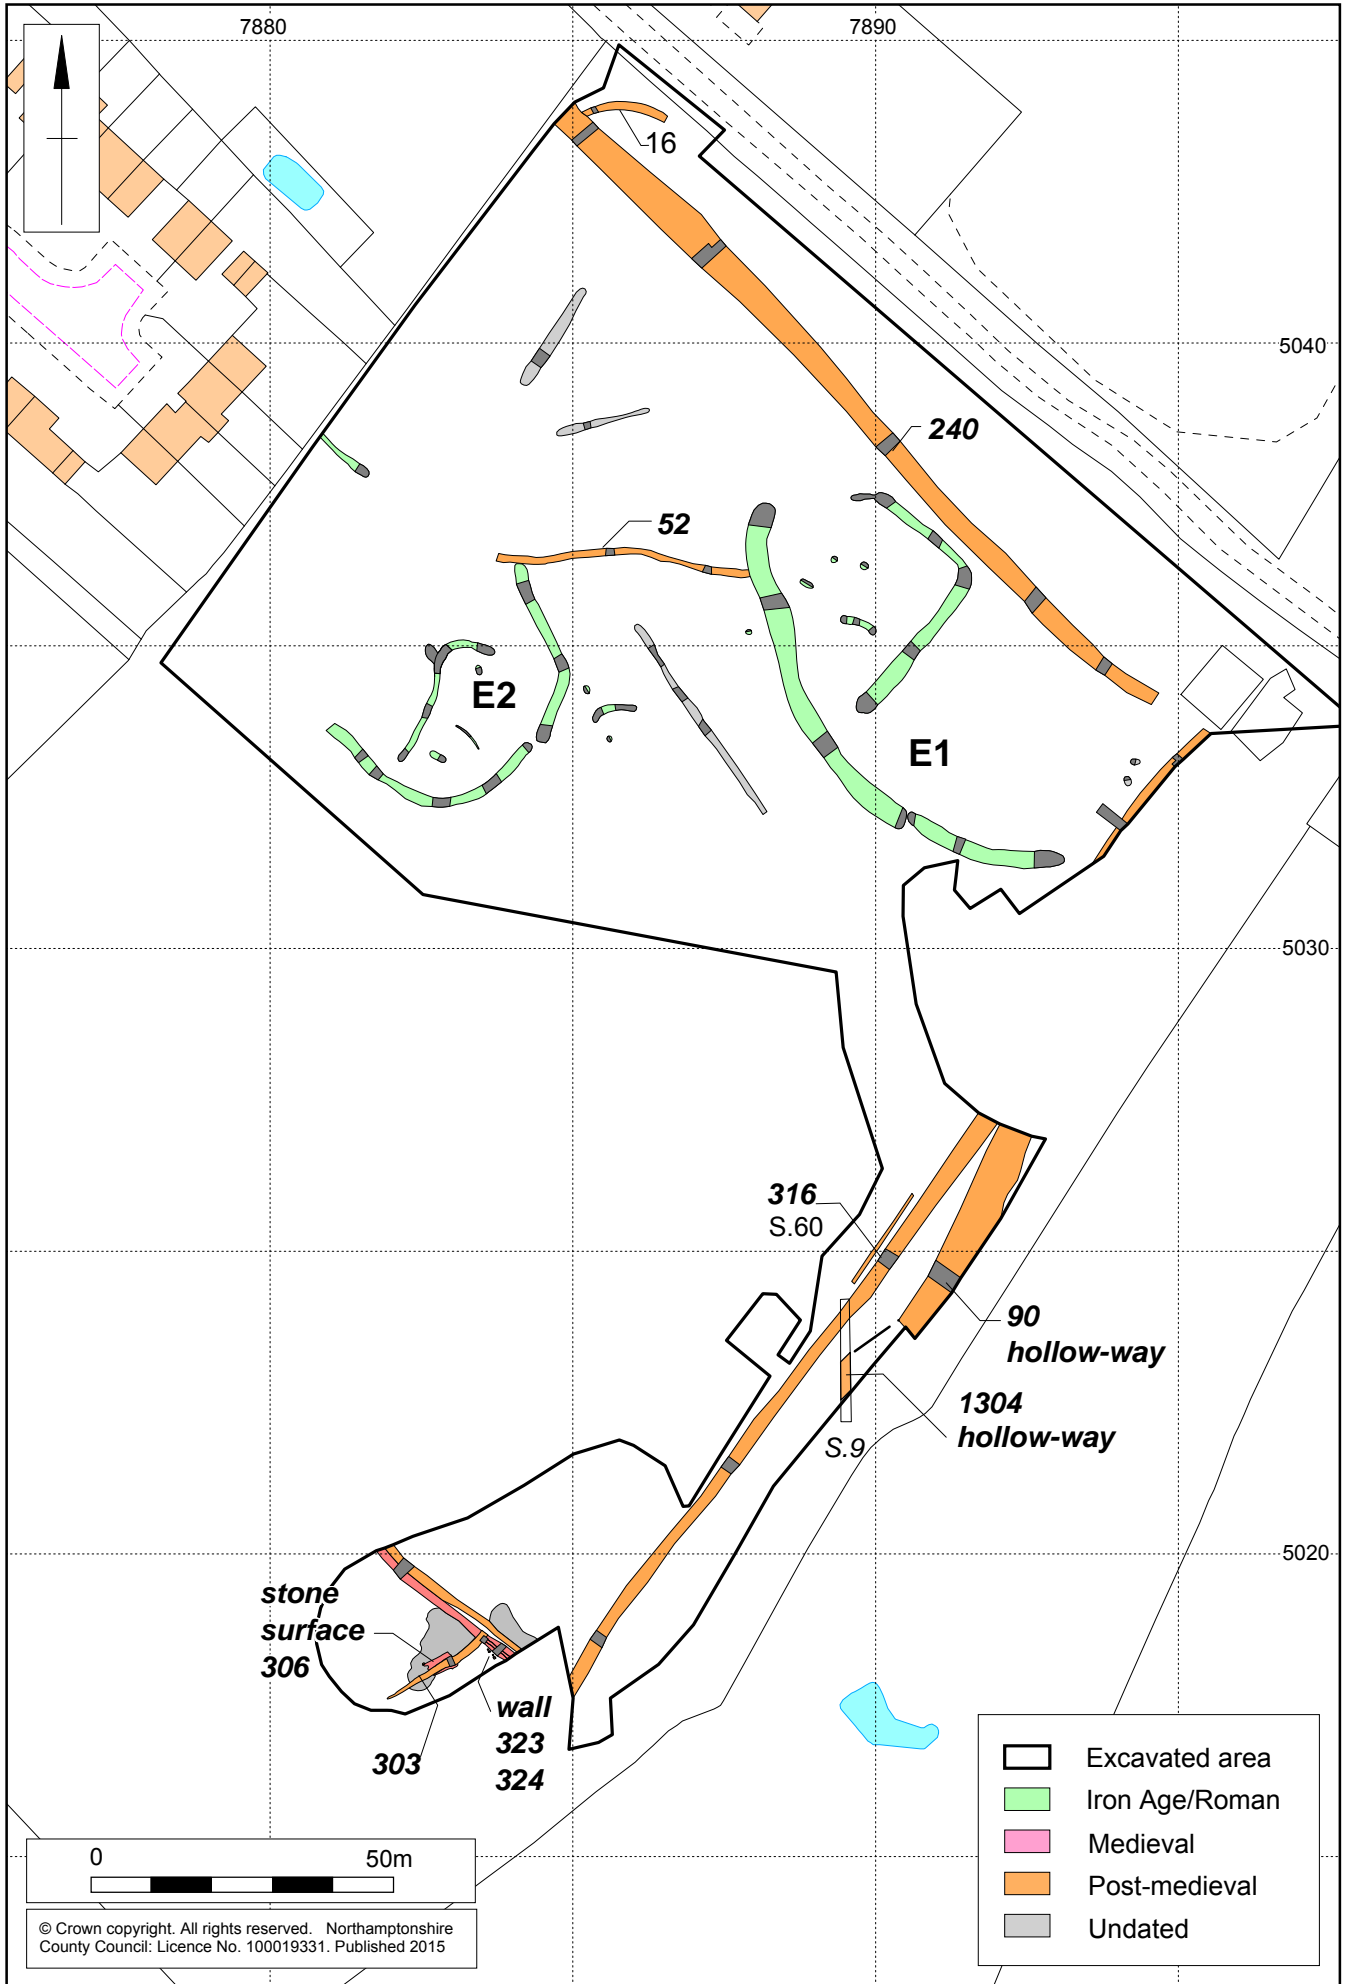 7880
7890
16
5040
240
52
E2
E1
5030
316
S.60
90
hollow-way
1304
hollow-way
S.9
5020
stone
surface
306
wall
323
324
303
Excavated area
Iron Age/Roman
Medieval
Post-medieval
Undated
0 50m
© Crown copyright. All rights reserved. Northamptonshire
County Council: Licence No. 100019331. Published 2015